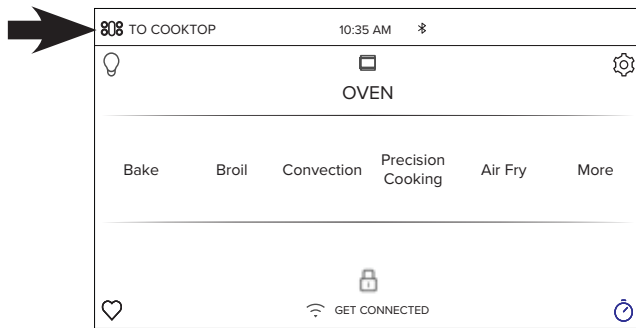 TO COOKTOP 10:35 AM
OVEN
Bake Broil Convection Precision Cooking Air Fry More
GET CONNECTED